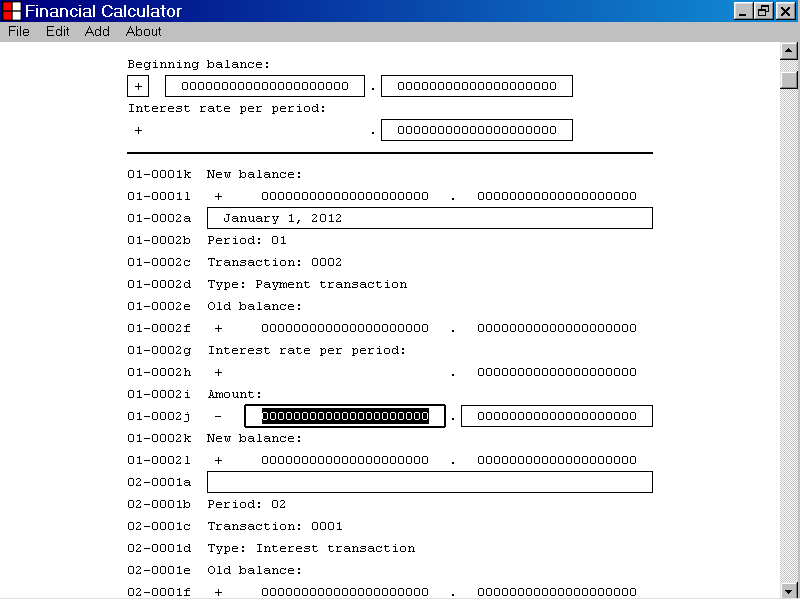 Financial Calculator
File Edit Add About
Beginning balance:
+ 000000000000000000000 . 00000000000000000000
Interest rate per period:
+ . 00000000000000000000
01-0001k New balance:
01-0001l + 000000000000000000000 . 00000000000000000000
01-0002a January 1, 2012
01-0002b Period: 01
01-0002c Transaction: 0002
01-0002d Type: Payment transaction
01-0002e Old balance:
01-0002f + 000000000000000000000 . 00000000000000000000
01-0002g Interest rate per period:
01-0002h + . 00000000000000000000
01-0002i Amount:
01-0002j - 000000000000000000000 . 00000000000000000000
01-0002k New balance:
01-0002l + 000000000000000000000 . 00000000000000000000
02-0001a
02-0001b Period: 02
02-0001c Transaction: 0001
02-0001d Type: Interest transaction
02-0001e Old balance:
02-0001f + 000000000000000000000 . 00000000000000000000